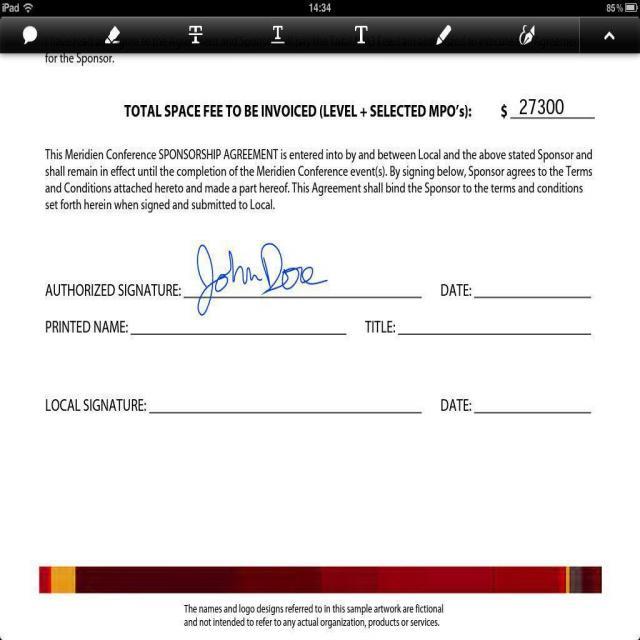 iPad 14:34 85%
for the Sponsor.
TOTAL SPACE FEE TO BE INVOICED (LEVEL + SELECTED MPO's): $ 27300
This Meridien Conference SPONSORSHIP AGREEMENT is entered into by and between Local and the above stated Sponsor and
shall remain in effect until the completion of the Meridien Conference event(s). By signing below, Sponsor agrees to the Terms
and Conditions attached hereto and made a part hereof. This Agreement shall bind the Sponsor to the terms and conditions
set forth herein when signed and submitted to Local.
AUTHORIZED SIGNATURE: John Doe DATE:
PRINTED NAME: TITLE:
LOCAL SIGNATURE: DATE:
The names and logo designs referred to in this sample artwork are fictional
and not intended to refer to any actual organization, products or services.